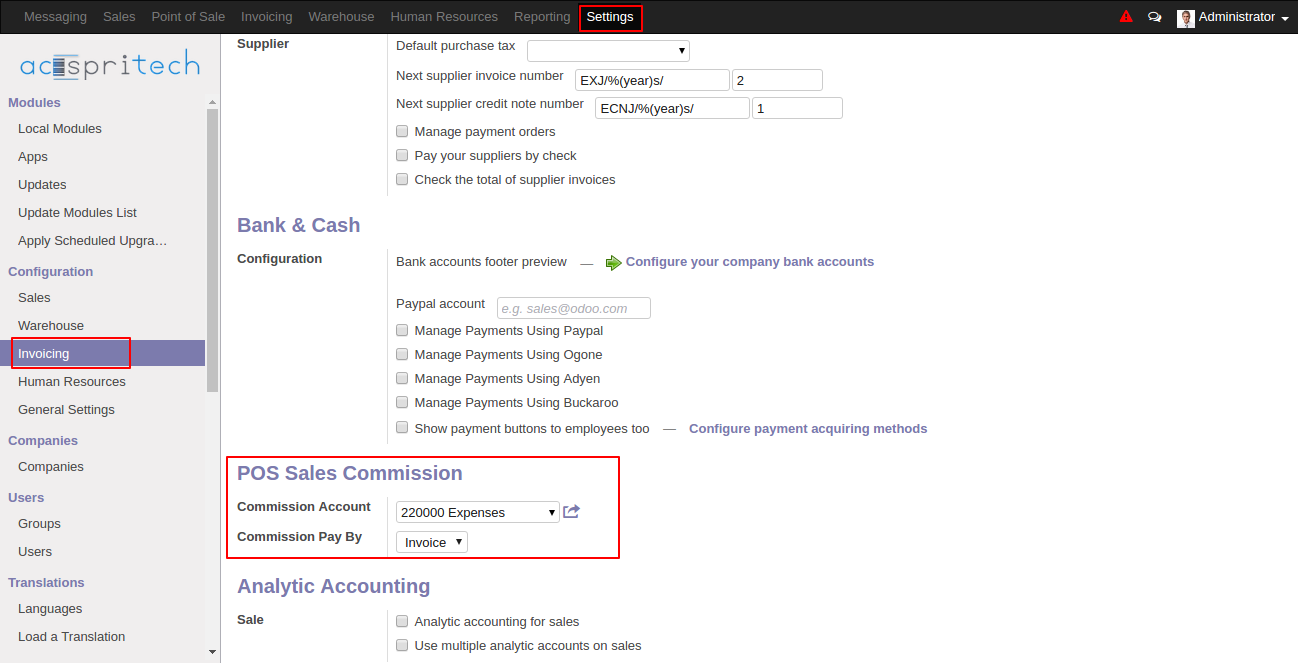 Messaging Sales Point of Sale Invoicing Warehouse Human Resources Reporting Settings Administrator
acespritech
Modules
Local Modules
Apps
Updates
Update Modules List
Apply Scheduled Upgra…
Configuration
Sales
Warehouse
Invoicing
Human Resources
General Settings
Companies
Companies
Users
Groups
Users
Translations
Languages
Load a Translation
Supplier
Default purchase tax
Next supplier invoice number EXJ/%(year)s/ 2
Next supplier credit note number ECNJ/%(year)s/ 1
Manage payment orders
Pay your suppliers by check
Check the total of supplier invoices
Bank & Cash
Configuration
Bank accounts footer preview — Configure your company bank accounts
Paypal account e.g. sales@odoo.com
Manage Payments Using Paypal
Manage Payments Using Ogone
Manage Payments Using Adyen
Manage Payments Using Buckaroo
Show payment buttons to employees too — Configure payment acquiring methods
POS Sales Commission
Commission Account 220000 Expenses
Commission Pay By Invoice
Analytic Accounting
Sale
Analytic accounting for sales
Use multiple analytic accounts on sales